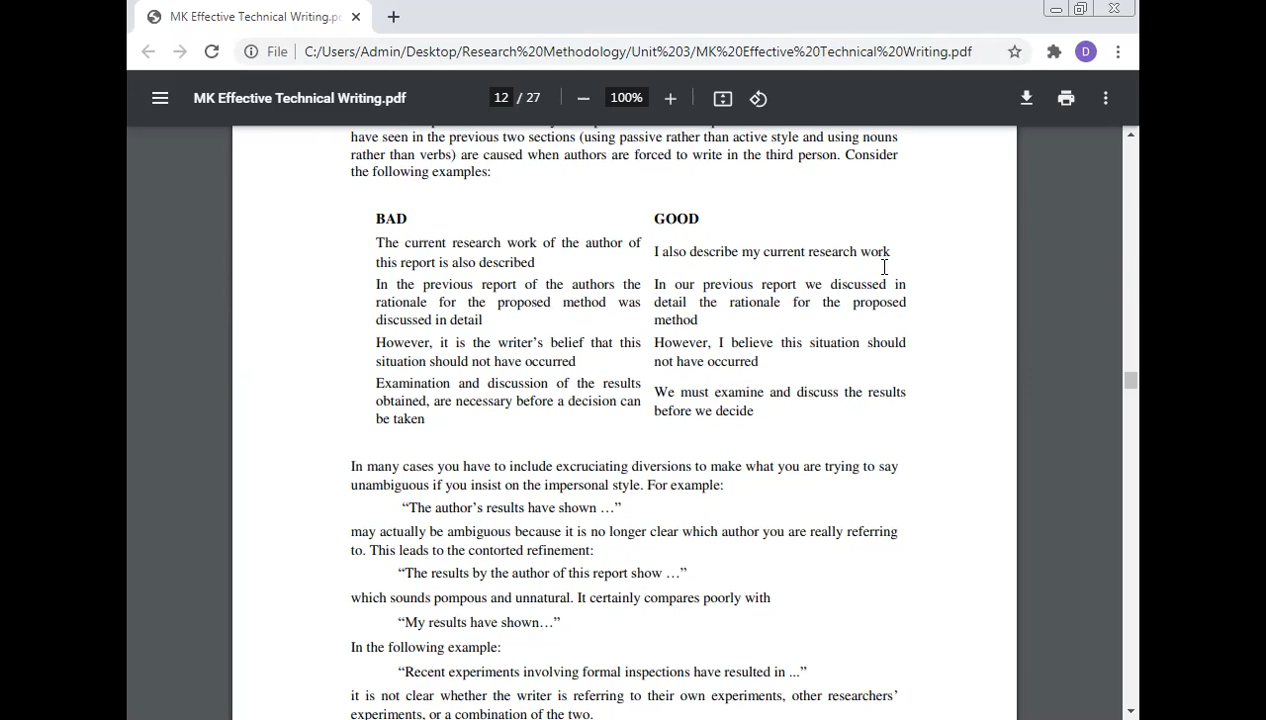 MK Effective Technical Writing.pd
File
C:/Users/Admin/Desktop/Research%20Methodology/Unit%203/MK%20Effective%20Technical%20Writing.pdf
D
MK Effective Technical Writing.pdf
12 / 27
100%
have seen in the previous two sections (using passive rather than active style and using nouns
rather than verbs) are caused when authors are forced to write in the third person. Consider
the following examples:
BAD
GOOD
The current research work of the author of
this report is also described
I also describe my current research work
In the previous report of the authors the
rationale for the proposed method was
discussed in detail
In our previous report we discussed in
detail the rationale for the proposed
method
However, it is the writer's belief that this
situation should not have occurred
However, I believe this situation should
not have occurred
Examination and discussion of the results
obtained, are necessary before a decision can
be taken
We must examine and discuss the results
before we decide
In many cases you have to include excruciating diversions to make what you are trying to say
unambiguous if you insist on the impersonal style. For example:
“The author's results have shown …”
may actually be ambiguous because it is no longer clear which author you are really referring
to. This leads to the contorted refinement:
“The results by the author of this report show …”
which sounds pompous and unnatural. It certainly compares poorly with
“My results have shown…”
In the following example:
“Recent experiments involving formal inspections have resulted in ...”
it is not clear whether the writer is referring to their own experiments, other researchers'
experiments, or a combination of the two.